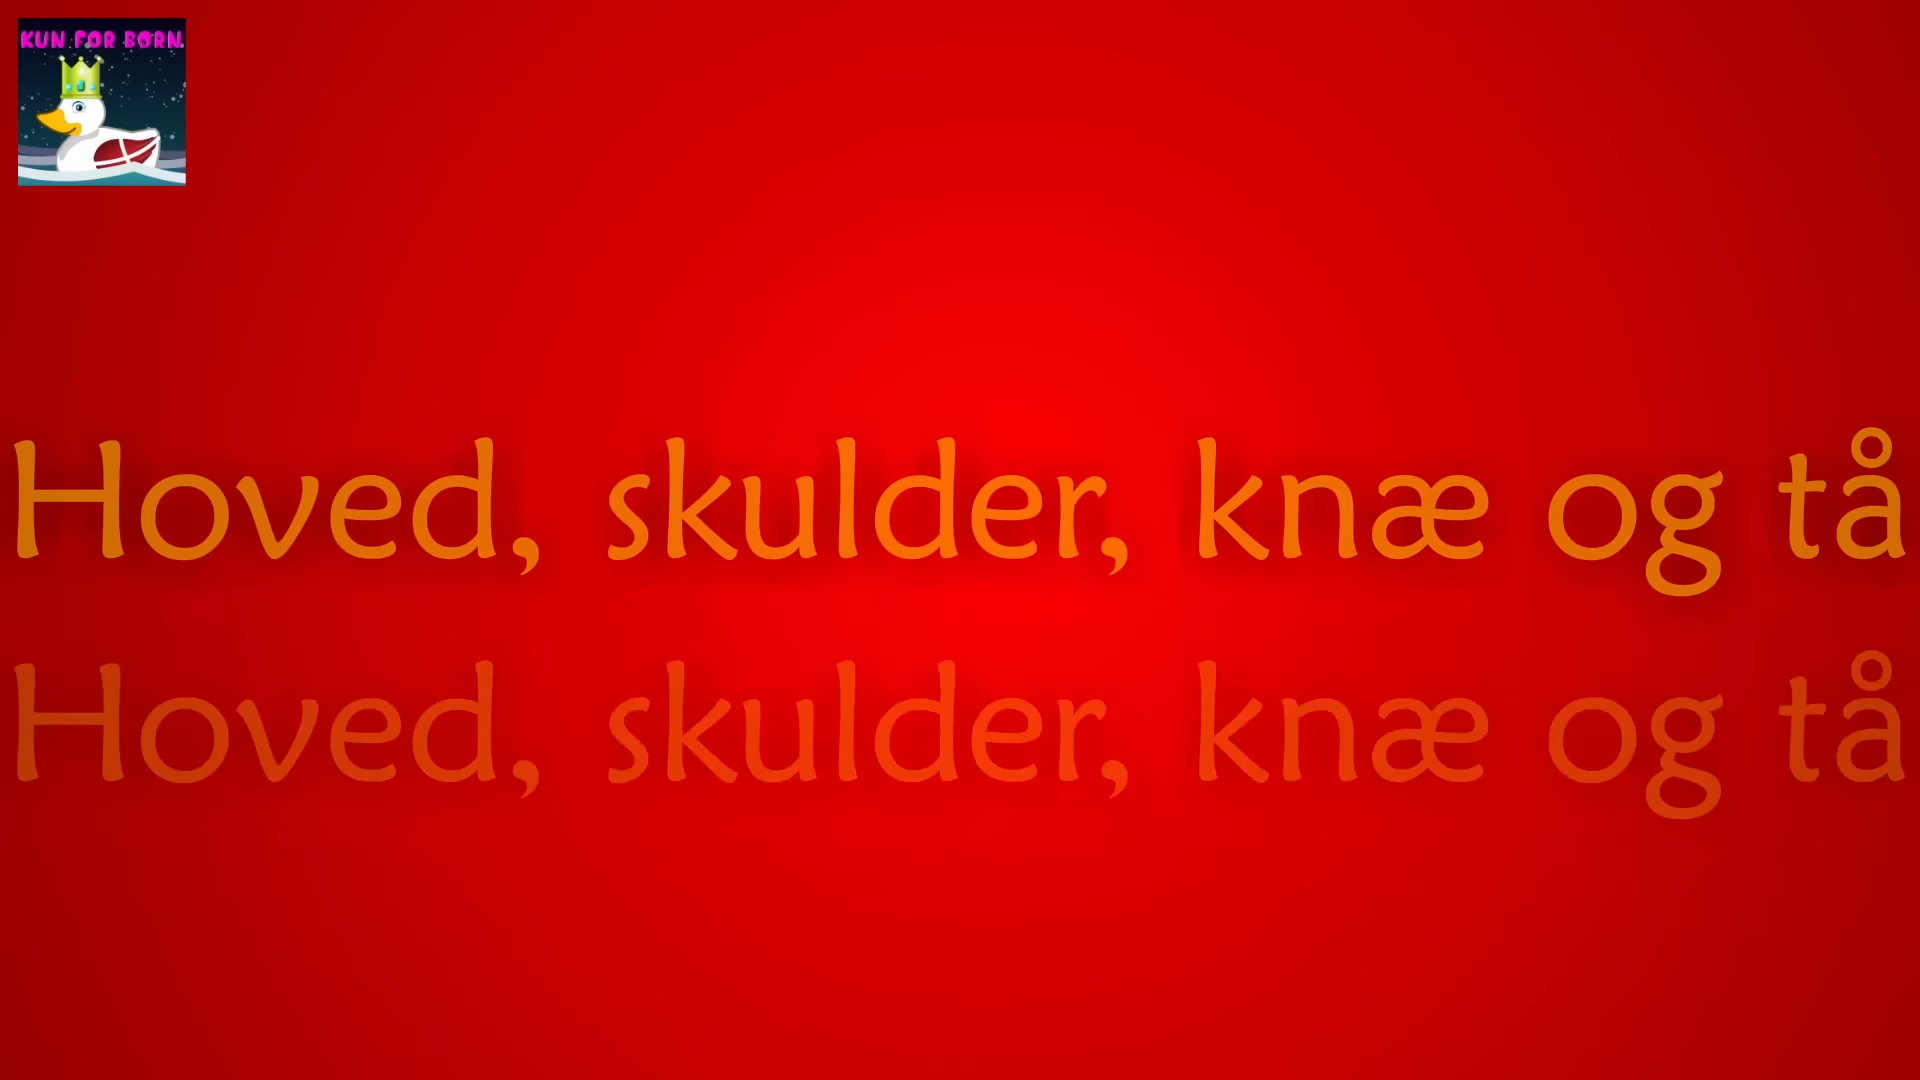 KUN FOR BØRN
Hoved, skulder, knæ og tå
Hoved, skulder, knæ og tå